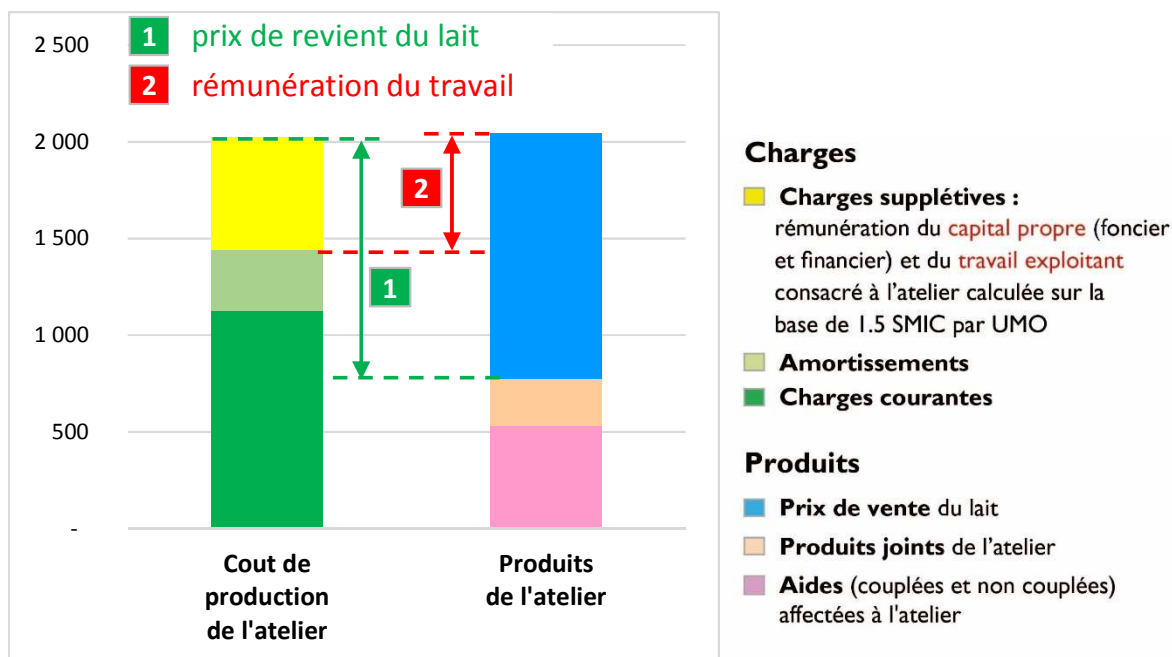 1 prix de revient du lait
2 rémunération du travail
2 500
2 000
1 500
1 000
500
-
2
1
Cout de
production
de l'atelier
Produits
de l'atelier
Charges
Charges supplétives :
rémunération du capital propre (foncier
et financier) et du travail exploitant
consacré à l'atelier calculée sur la
base de 1.5 SMIC par UMO
Amortissements
Charges courantes
Produits
Prix de vente du lait
Produits joints de l'atelier
Aides (couplées et non couplées)
affectées à l'atelier